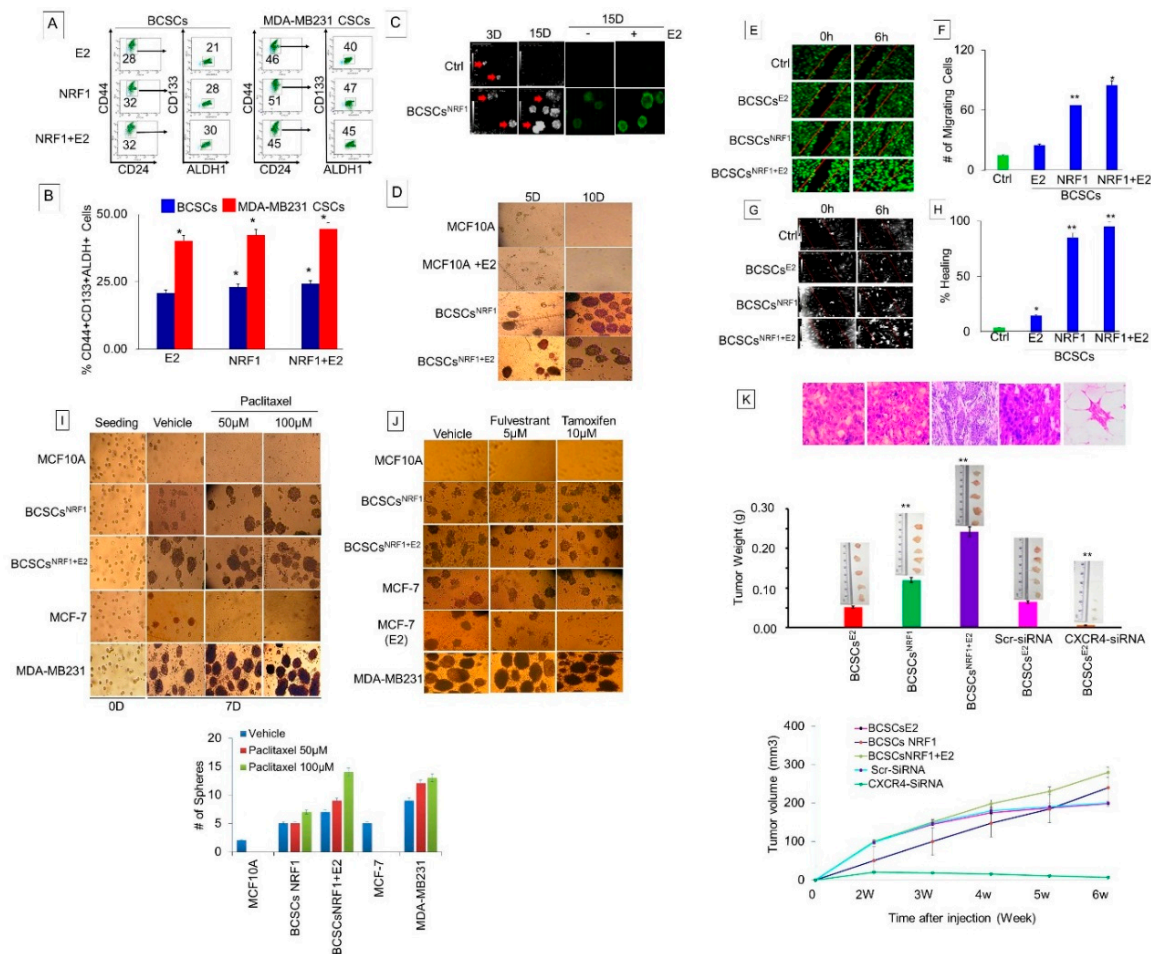 A
BCSCs
MDA-MB231 CSCs
E2
NRF1
NRF1+E2
CD44
CD133
CD44
CD133
28
21
46
40
32
28
51
47
32
30
45
45
CD24
ALDH1
CD24
ALDH1
B
BCSCs
MDA-MB231 CSCs
% CD44+CD133+ALDH+ Cells
50.00
25.00
0.00
* * * * *
E2
NRF1
NRF1+E2
C
15D
3D
15D
-
+
E2
Ctrl
BCSCsNRF1
D
5D
10D
MCF10A
MCF10A +E2
BCSCsNRF1
BCSCsNRF1+E2
E
0h
6h
Ctrl
BCSCsE2
BCSCsNRF1
BCSCsNRF1+E2
F
# of Migrating Cells
120
60
0
**
*
Ctrl
E2
NRF1
NRF1+E2
BCSCs
G
0h
6h
Ctrl
BCSCsE2
BCSCsNRF1
BCSCsNRF1+E2
H
% Healing
100
50
0
*
**
**
Ctrl
E2
NRF1
NRF1+E2
BCSCs
I
Paclitaxel
Seeding
Vehicle
50µM
100µM
MCF10A
BCSCsNRF1
BCSCsNRF1+E2
MCF-7
MDA-MB231
0D
7D
Vehicle
Paclitaxel 50µM
Paclitaxel 100µM
# of Spheres
20
15
10
5
0
MCF10A
BCSCs NRF1
BCSCsNRF1+E2
MCF-7
MDA-MB231
J
Vehicle
Fulvestrant
5µM
Tamoxifen
10µM
MCF10A
BCSCsNRF1
BCSCsNRF1+E2
MCF-7
MCF-7
(E2)
MDA-MB231
K
Tumor Weight (g)
0.30
0.20
0.10
0.00
**
**
**
BCSCsE2
BCSCsNRF1
BCSCsNRF1+E2
Scr-siRNA
BCSCsE2
CXCR4-siRNA
BCSCsE2
BCSCsE2
BCSCs NRF1
BCSCsNRF1+E2
Scr-SiRNA
CXCR4-SiRNA
Tumor volume (mm3)
400
300
200
100
0
0
2W
3W
4w
5w
6w
Time after injection (Week)